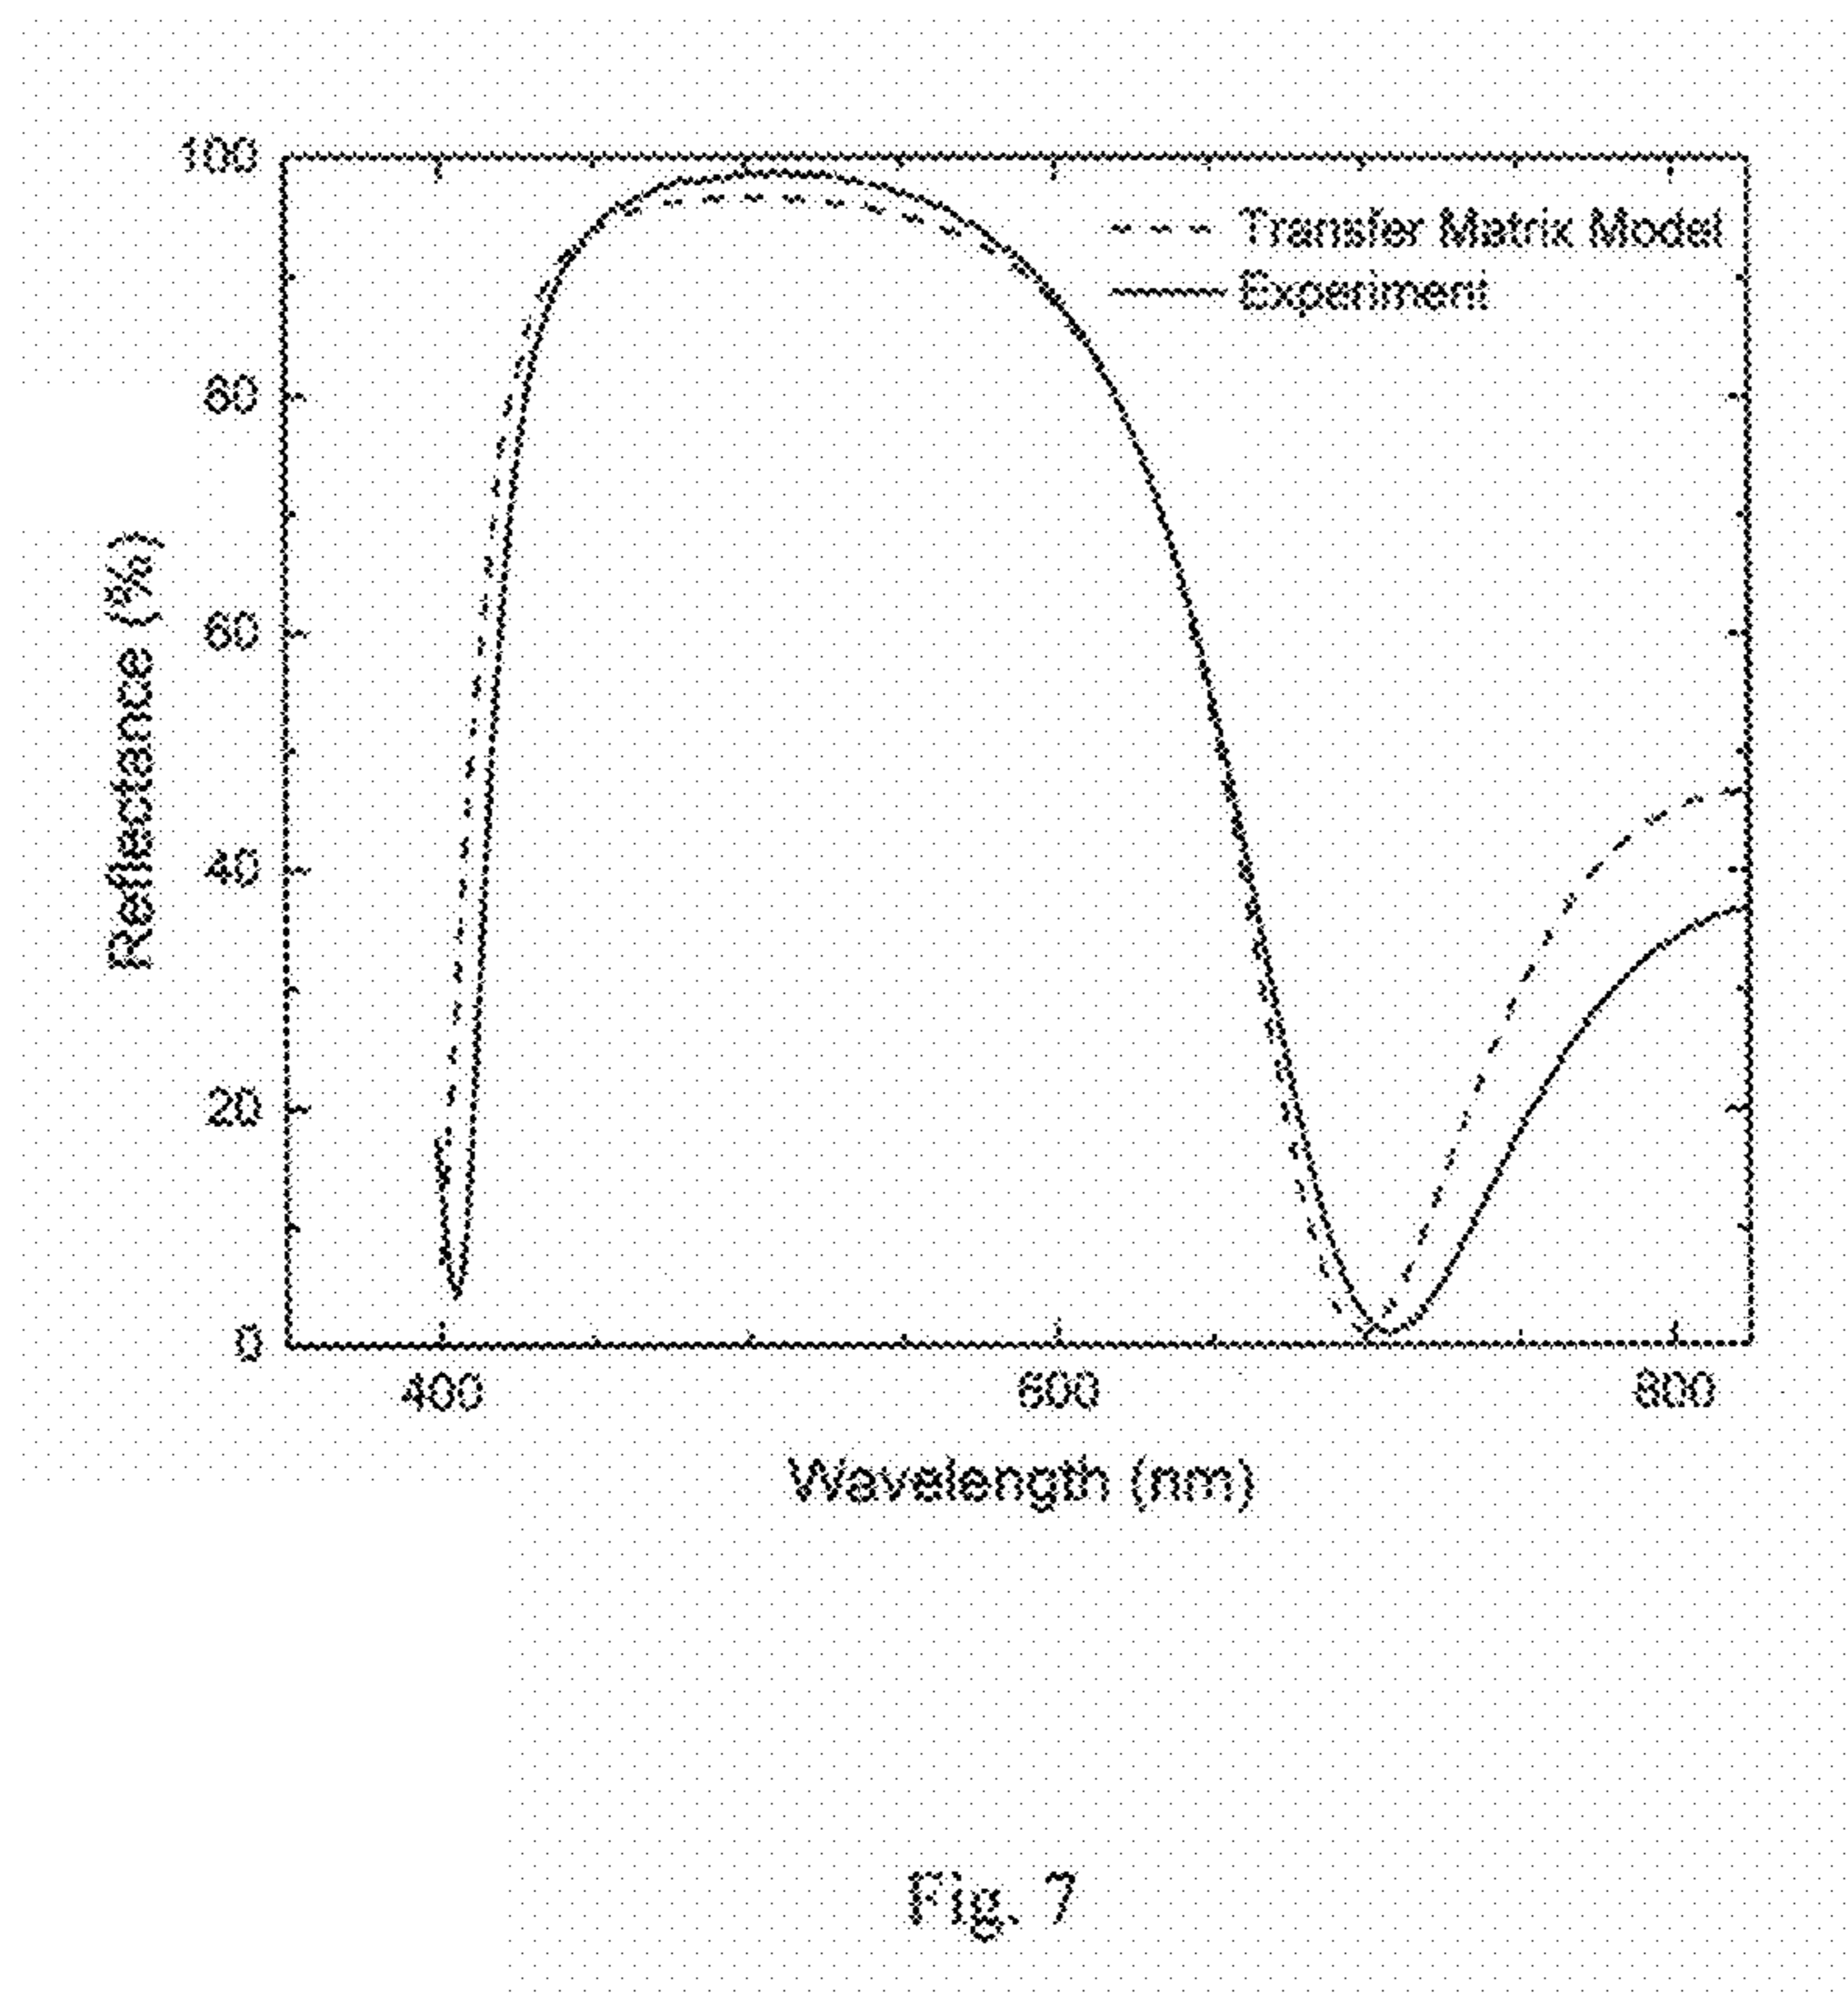 100
Transfer Matrix Model
Experiment
80
60
40
20
0
Reflectance (%)
400 600 800
Wavelength (nm)
Fig. 7